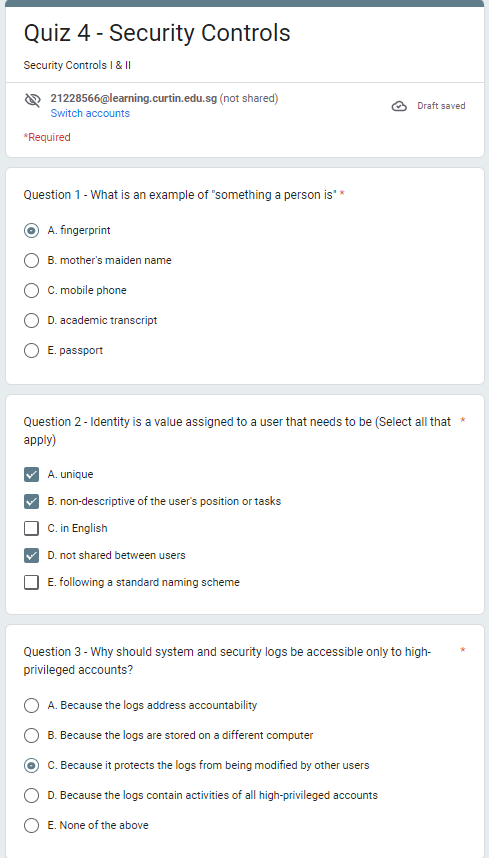 Quiz 4 - Security Controls
Security Controls I & II
21228566@learning.curtin.edu.sg (not shared)
Switch accounts
Draft saved
*Required
Question 1 - What is an example of "something a person is" *
A. fingerprint
B. mother's maiden name
C. mobile phone
D. academic transcript
E. passport
Question 2 - Identity is a value assigned to a user that needs to be (Select all that *
apply)
A. unique
B. non-descriptive of the user's position or tasks
C. in English
D. not shared between users
E. following a standard naming scheme
Question 3 - Why should system and security logs be accessible only to high- *
privileged accounts?
A. Because the logs address accountability
B. Because the logs are stored on a different computer
C. Because it protects the logs from being modified by other users
D. Because the logs contain activities of all high-privileged accounts
E. None of the above